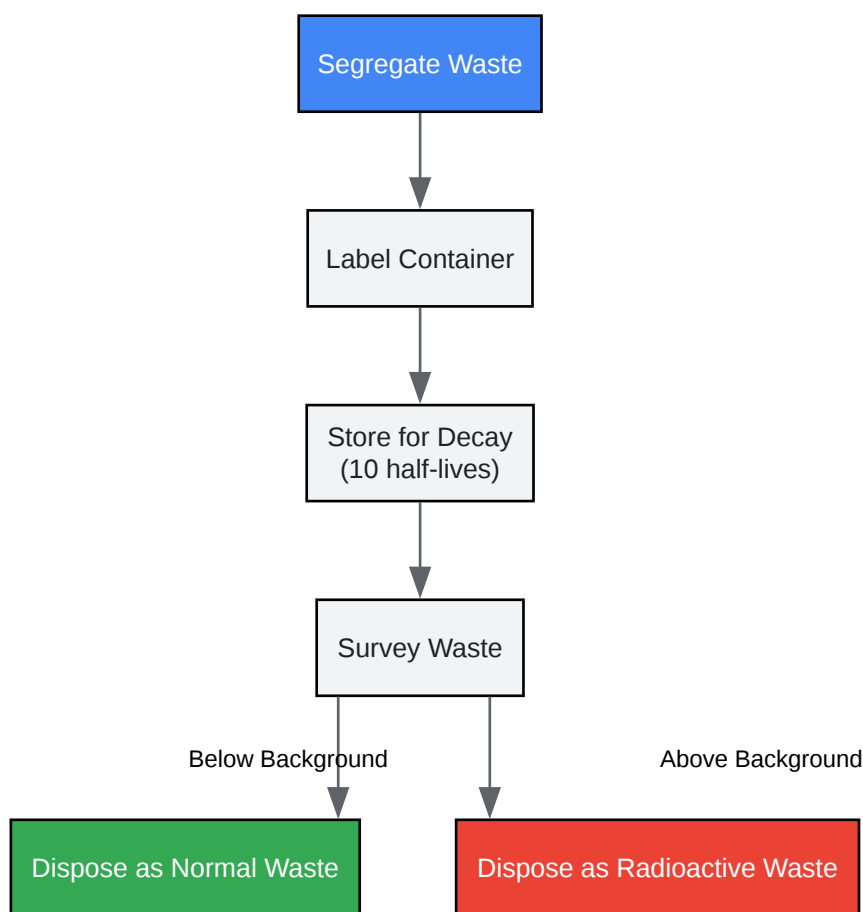 Segregate Waste
Label Container
Store for Decay
(10 half-lives)
Survey Waste
Below Background
Above Background
Dispose as Normal Waste
Dispose as Radioactive Waste